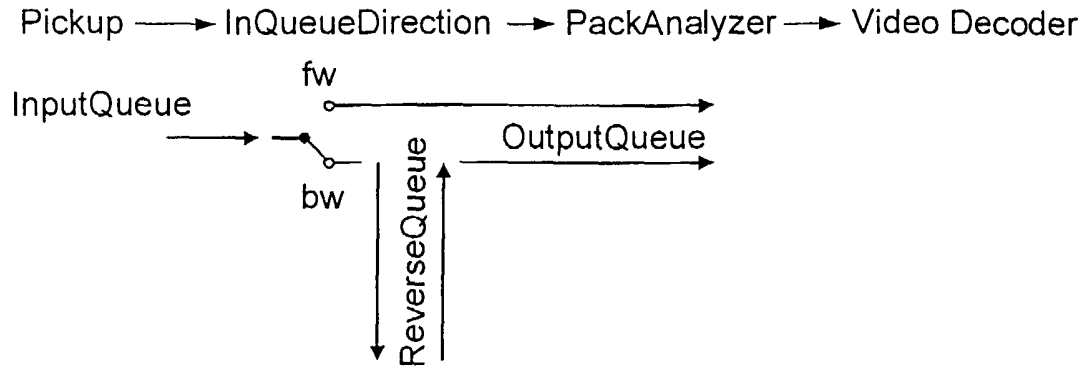 Pickup InQueueDirection PackAnalyzer Video Decoder
fw
InputQueue
OutputQueue
ReverseQueue
bw